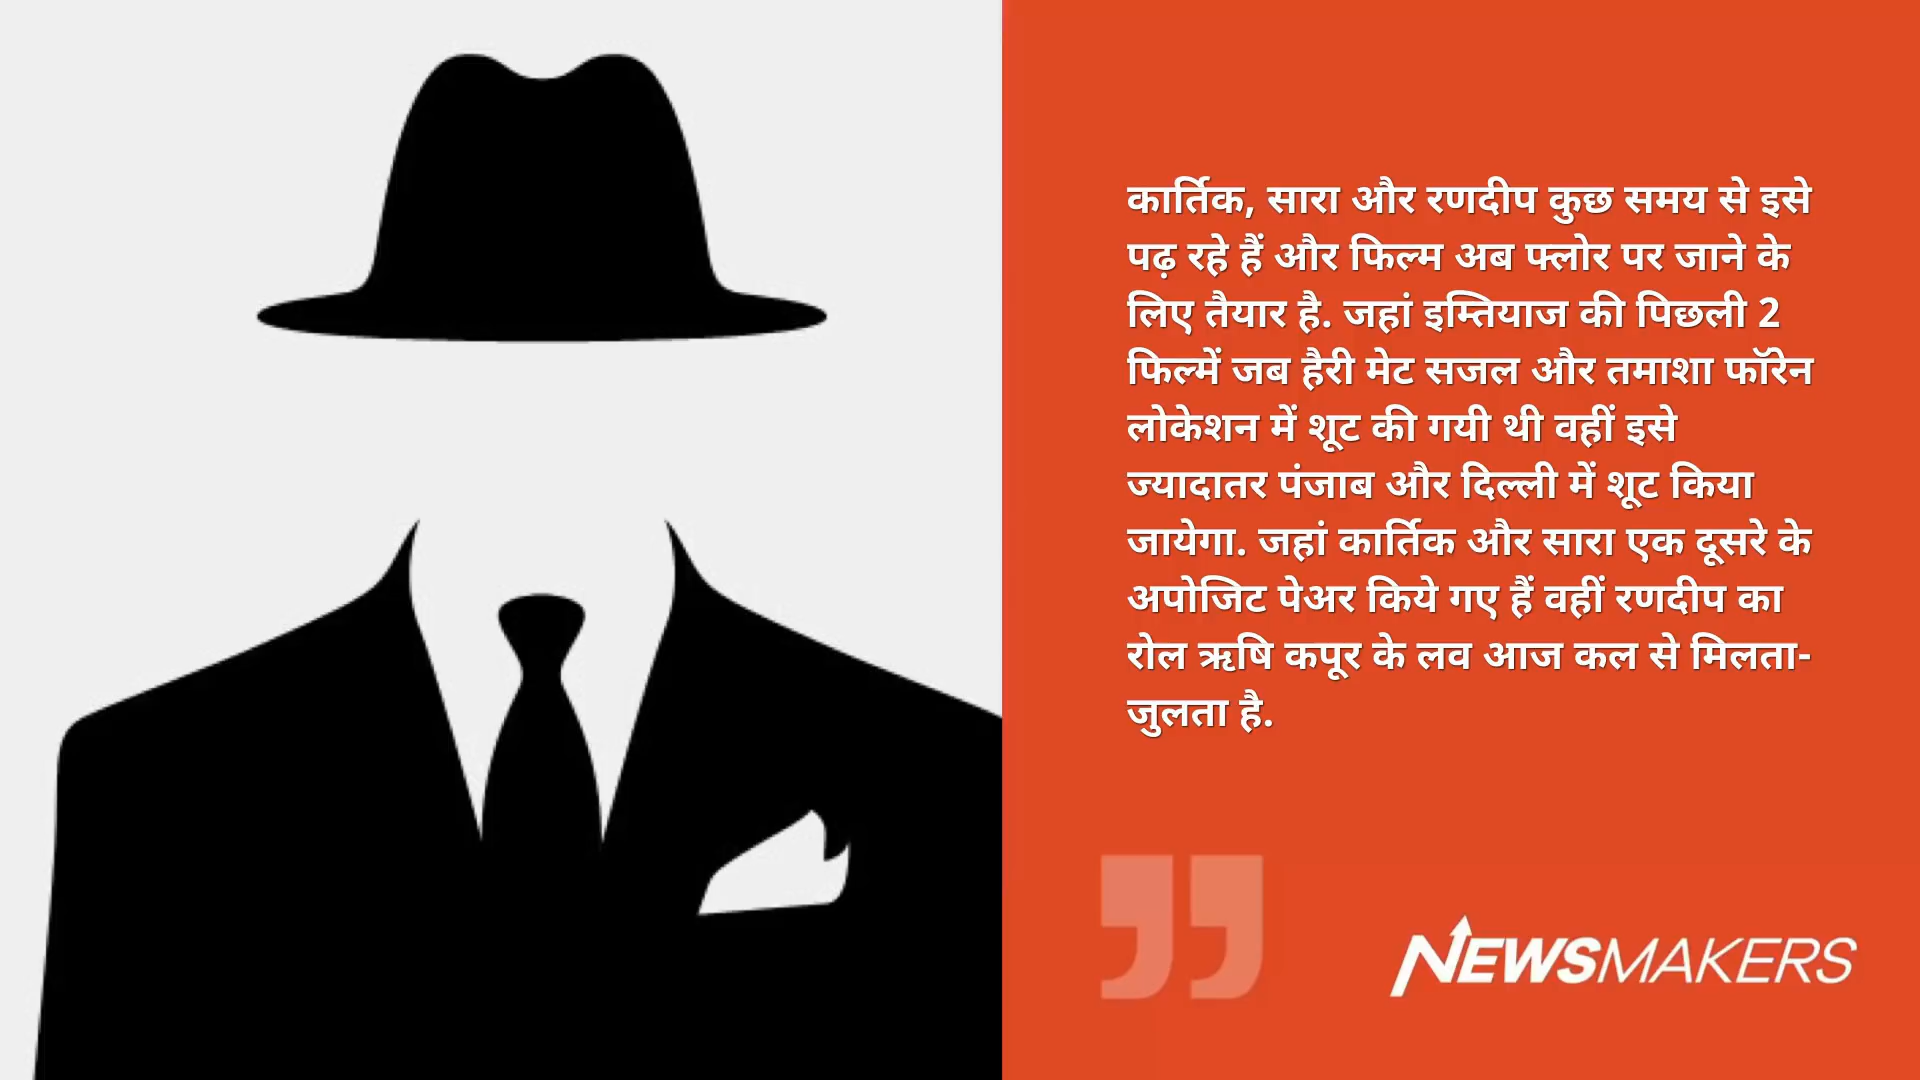 कार्तिक, सारा और रणदीप कुछ समय से इसे
पढ़ रहे हैं और फिल्म अब फ्लोर पर जाने के
लिए तैयार है. जहां इम्तियाज की पिछली 2
फिल्में जब हैरी मेट सजल और तमाशा फॉरेन
लोकेशन में शूट की गयी थी वहीं इसे
ज्यादातर पंजाब और दिल्ली में शूट किया
जायेगा. जहां कार्तिक और सारा एक दूसरे के
अपोजिट पेअर किये गए हैं वहीं रणदीप का
रोल ऋषि कपूर के लव आज कल से मिलता-
जुलता है.
”
NEWSMAKERS